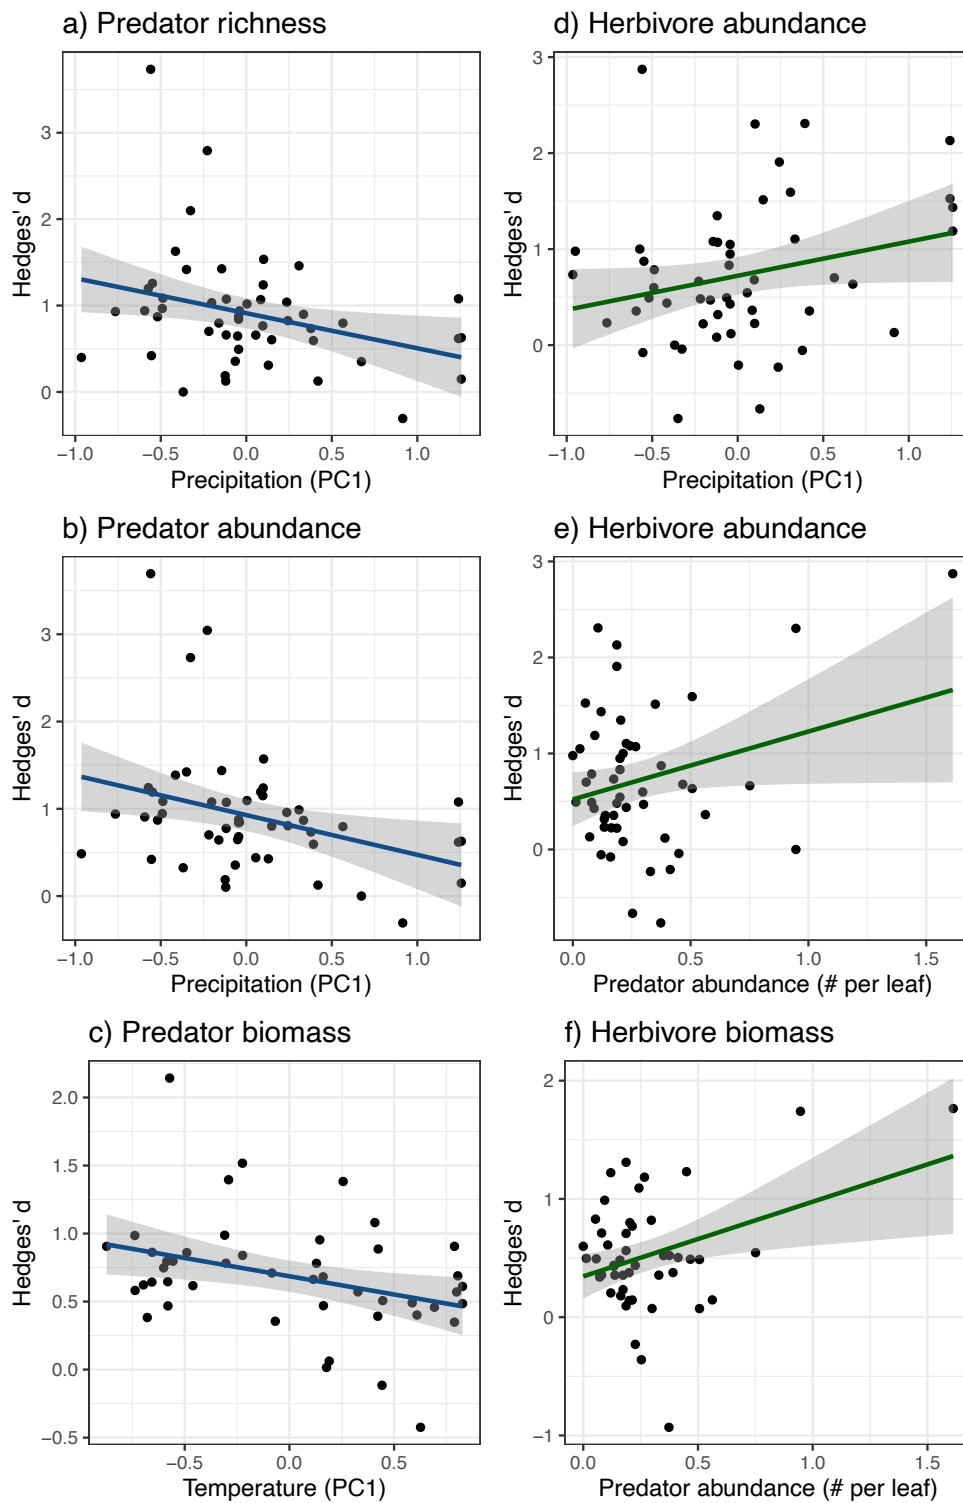 a) Predator richness
Hedges' d
3
2
1
0
−1.0 −0.5 0.0 0.5 1.0
Precipitation (PC1)
d) Herbivore abundance
Hedges' d
3
2
1
0
−1.0 −0.5 0.0 0.5 1.0
Precipitation (PC1)
b) Predator abundance
Hedges' d
3
2
1
0
−1.0 −0.5 0.0 0.5 1.0
Precipitation (PC1)
e) Herbivore abundance
Hedges' d
3
2
1
0
0.0 0.5 1.0 1.5
Predator abundance (# per leaf)
c) Predator biomass
Hedges' d
2.0
1.5
1.0
0.5
0.0
−0.5
−0.5 0.0 0.5
Temperature (PC1)
f) Herbivore biomass
Hedges' d
2
1
0
−1
0.0 0.5 1.0 1.5
Predator abundance (# per leaf)